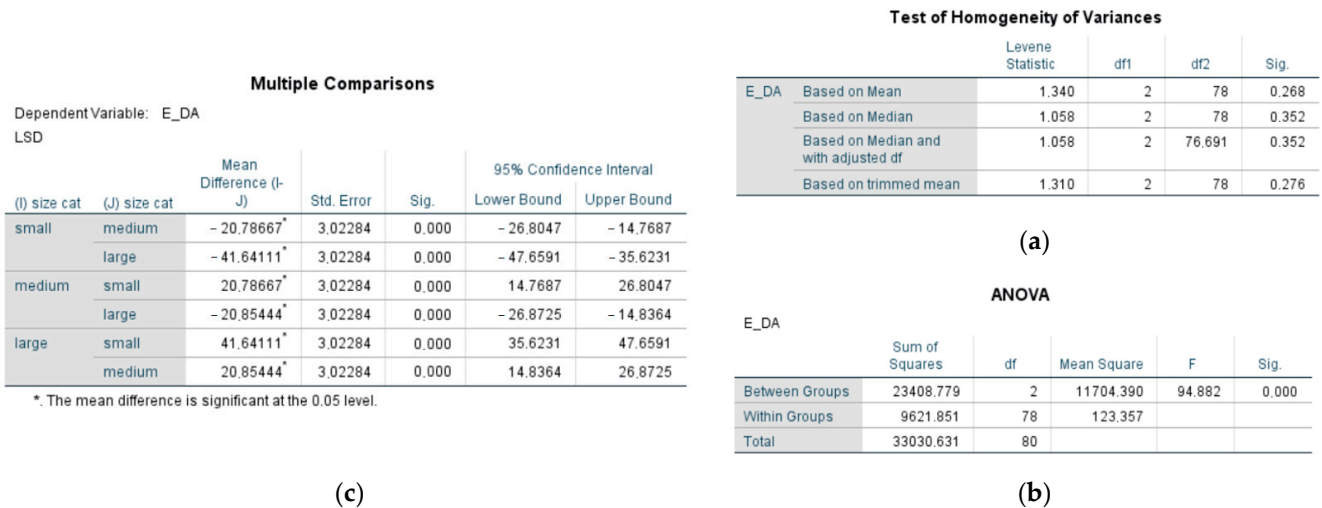 Multiple Comparisons
Dependent Variable: E_DA
LSD
(I) size cat (J) size cat Mean Difference (I-J) Std. Error Sig. 95% Confidence Interval
Lower Bound Upper Bound
small medium - 20.78667* 3.02284 0.000 - 26.8047 - 14.7687
large - 41.64111* 3.02284 0.000 - 47.6591 - 35.6231
medium small 20.78667* 3.02284 0.000 14.7687 26.8047
large - 20.85444* 3.02284 0.000 - 26.8725 - 14.8364
large small 41.64111* 3.02284 0.000 35.6231 47.6591
medium 20.85444* 3.02284 0.000 14.8364 26.8725
*. The mean difference is significant at the 0.05 level.
(c)
Test of Homogeneity of Variances
Levene Statistic df1 df2 Sig.
E_DA Based on Mean 1.340 2 78 0.268
Based on Median 1.058 2 78 0.352
Based on Median and with adjusted df 1.058 2 76.691 0.352
Based on trimmed mean 1.310 2 78 0.276
(a)
ANOVA
E_DA
Sum of Squares df Mean Square F Sig.
Between Groups 23408.779 2 11704.390 94.882 0.000
Within Groups 9621.851 78 123.357
Total 33030.631 80
(b)